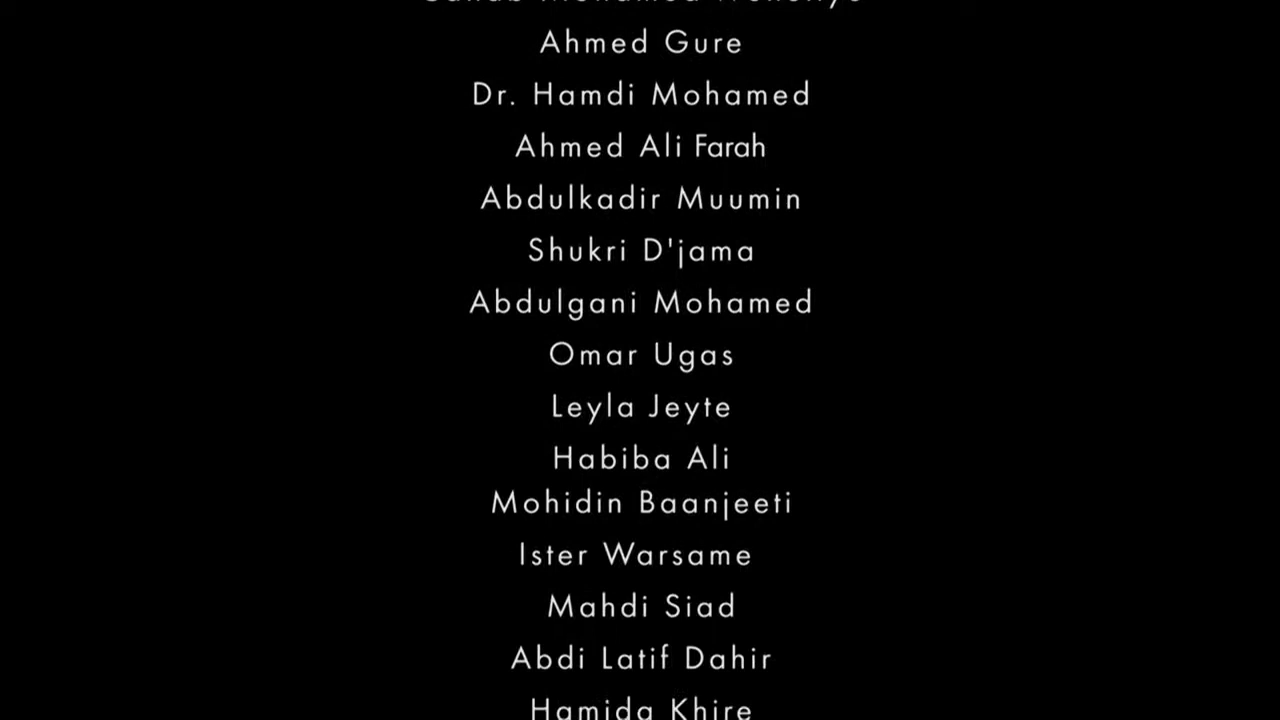 Mohamed
Ahmed Gure
Dr. Hamdi Mohamed
Ahmed Ali Farah
Abdulkadir Muumin
Shukri D'jama
Abdulgani Mohamed
Omar Ugas
Leyla Jeyte
Habiba Ali
Mohidin Baanjeeti
Ister Warsame
Mahdi Siad
Abdi Latif Dahir
Hamida Khire